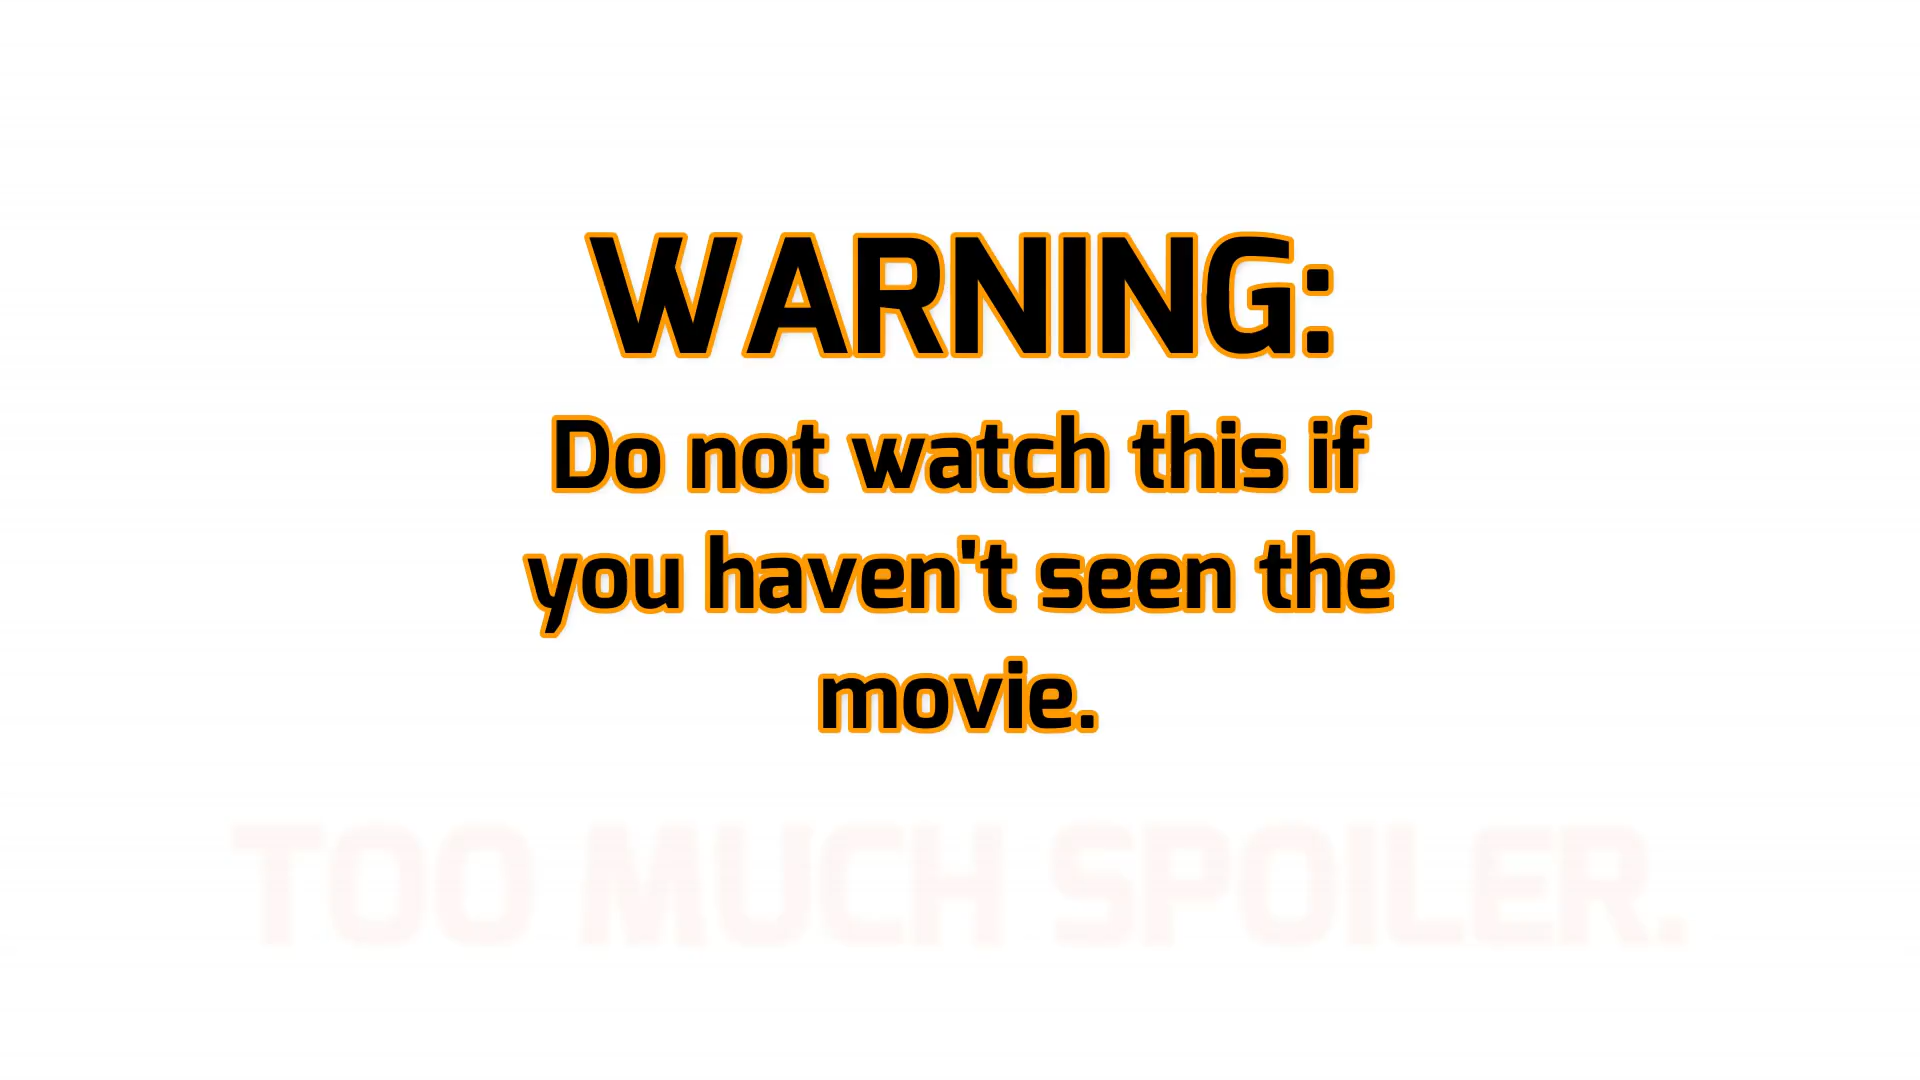 WARNING:
Do not watch this if
you haven't seen the
movie.
TOO MUCH SPOILER.